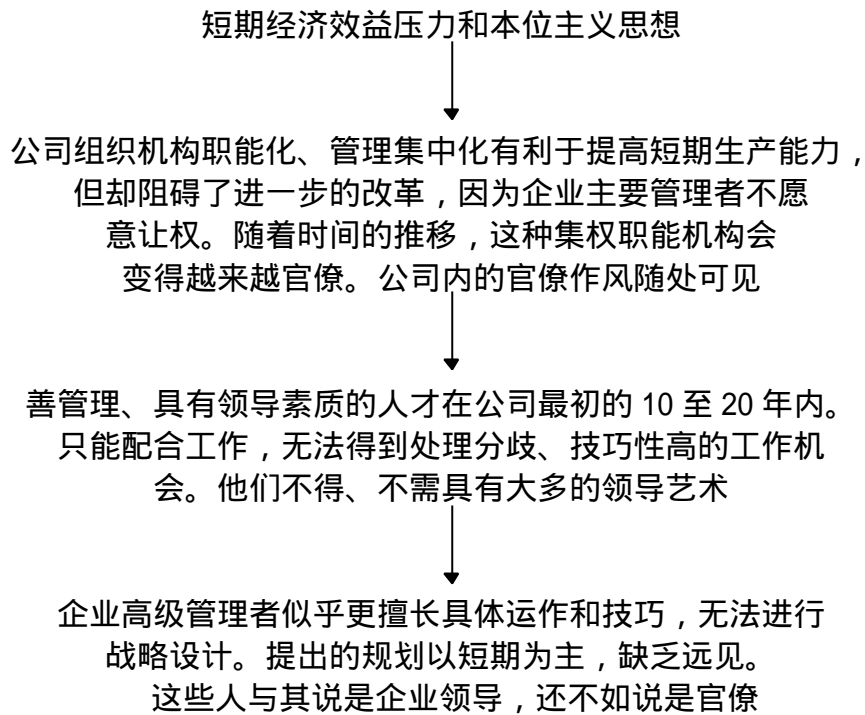 短期经济效益压力和本位主义思想
公司组织机构职能化、管理集中化有利于提高短期生产能力，
但却阻碍了进一步的改革，因为企业主要管理者不愿
意让权。随着时间的推移，这种集权职能机构会
变得越来越官僚。公司内的官僚作风随处可见
善管理、具有领导素质的人才在公司最初的 10 至 20 年内。
只能配合工作，无法得到处理分歧、技巧性高的工作机
会。他们不得、不需具有大多的领导艺术
企业高级管理者似乎更擅长具体运作和技巧，无法进行
战略设计。提出的规划以短期为主，缺乏远见。
这些人与其说是企业领导，还不如说是官僚